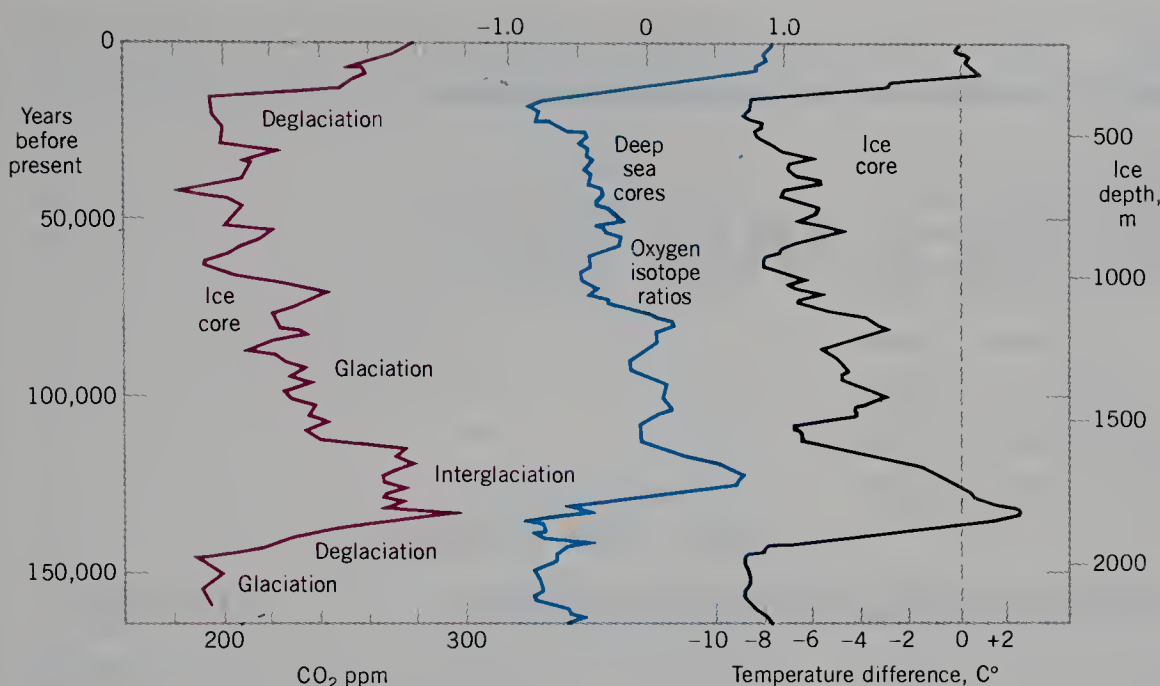 -1.0 0 1.0
0
Years
before
present
50,000
100,000
150,000
Deglaciation
Ice
core
Glaciation
Interglaciation
Deglaciation
Glaciation
Deep
sea
cores
Oxygen
isotope
ratios
Ice
core
500
Ice
depth,
m
1000
1500
2000
200 300
-10 -8 -6 -4 -2 0 +2
CO₂ ppm
Temperature difference, C°